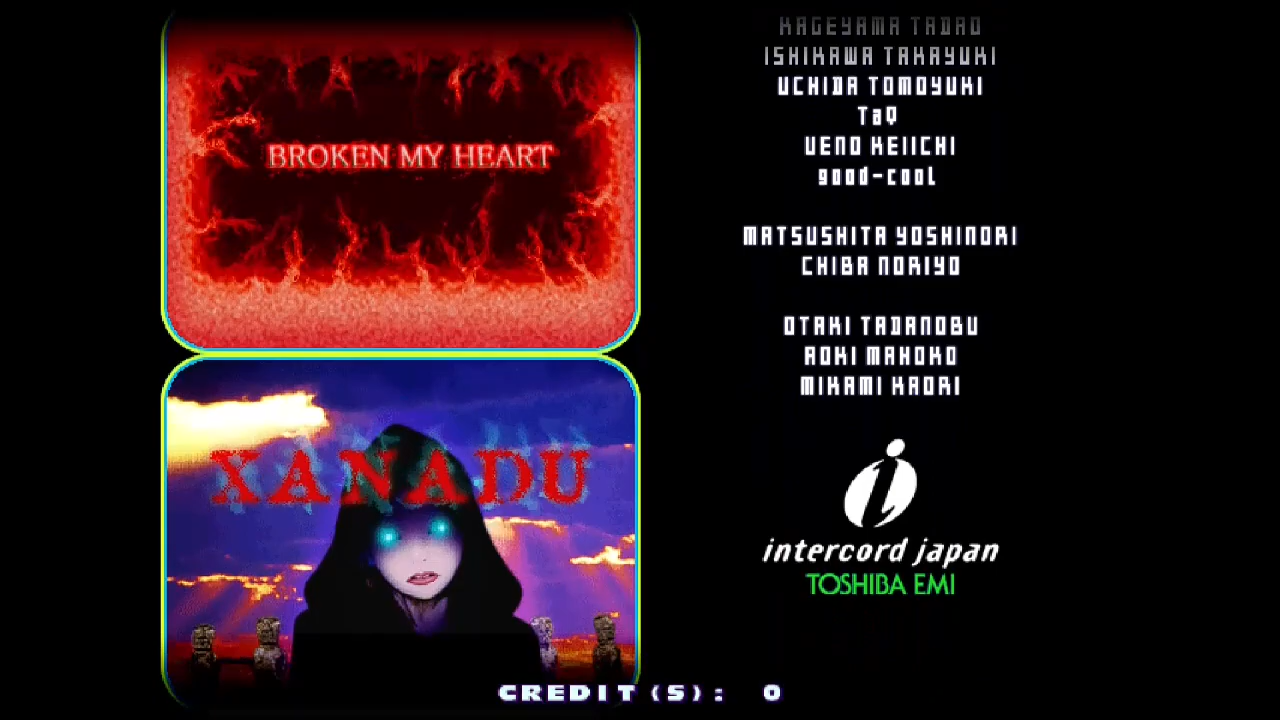 BROKEN MY HEART
XANADU
KAGEYAMA TADAO
ISHIKAWA TAKAYUKI
UCHIDA TOMOYUKI
TaQ
UENO KEIICHI
good-cool
MATSUSHITA YOSHINORI
CHIBA NORIYO
OTAKI TADANOBU
AOKI MAHOKO
MIKAMI KAORI
i
intercord japan
TOSHIBA EMI
CREDIT(S): 0